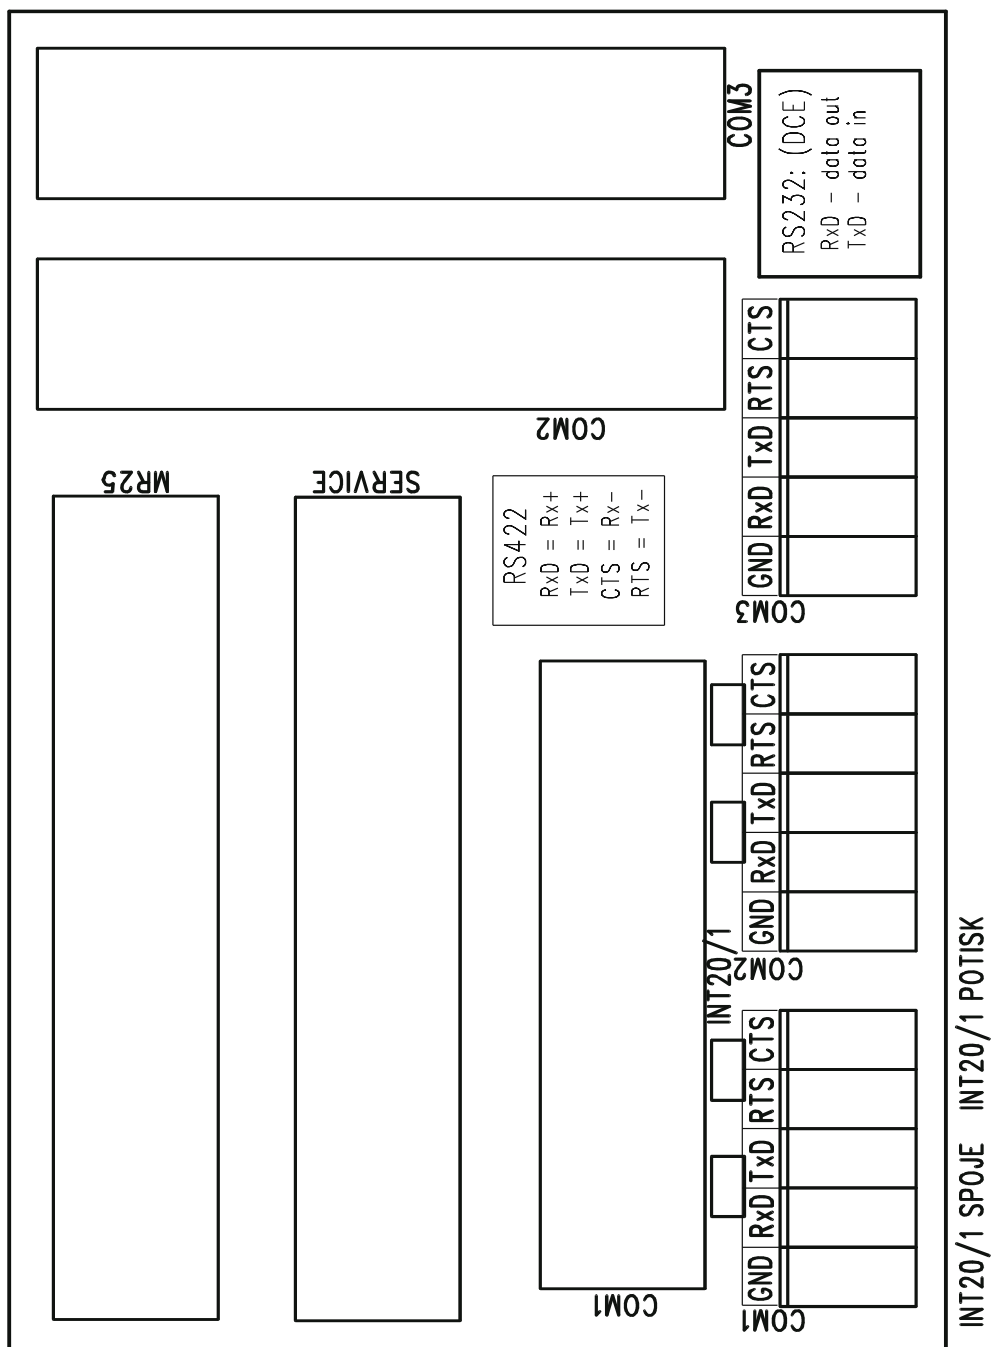 COM3
RS232: (DCE)
RxD - data out
TxD - data in
COM2
MR25
SERVICE
RS422
RxD = Rx+
TxD = Tx+
CTS = Rx-
RTS = Tx-
GND RxD TxD RTS CTS
COM3
GND RxD TxD RTS CTS
COM2
INT20/1
GND RxD TxD RTS CTS
COM1
COM1
INT20/1 SPOJE INT20/1 POTISK